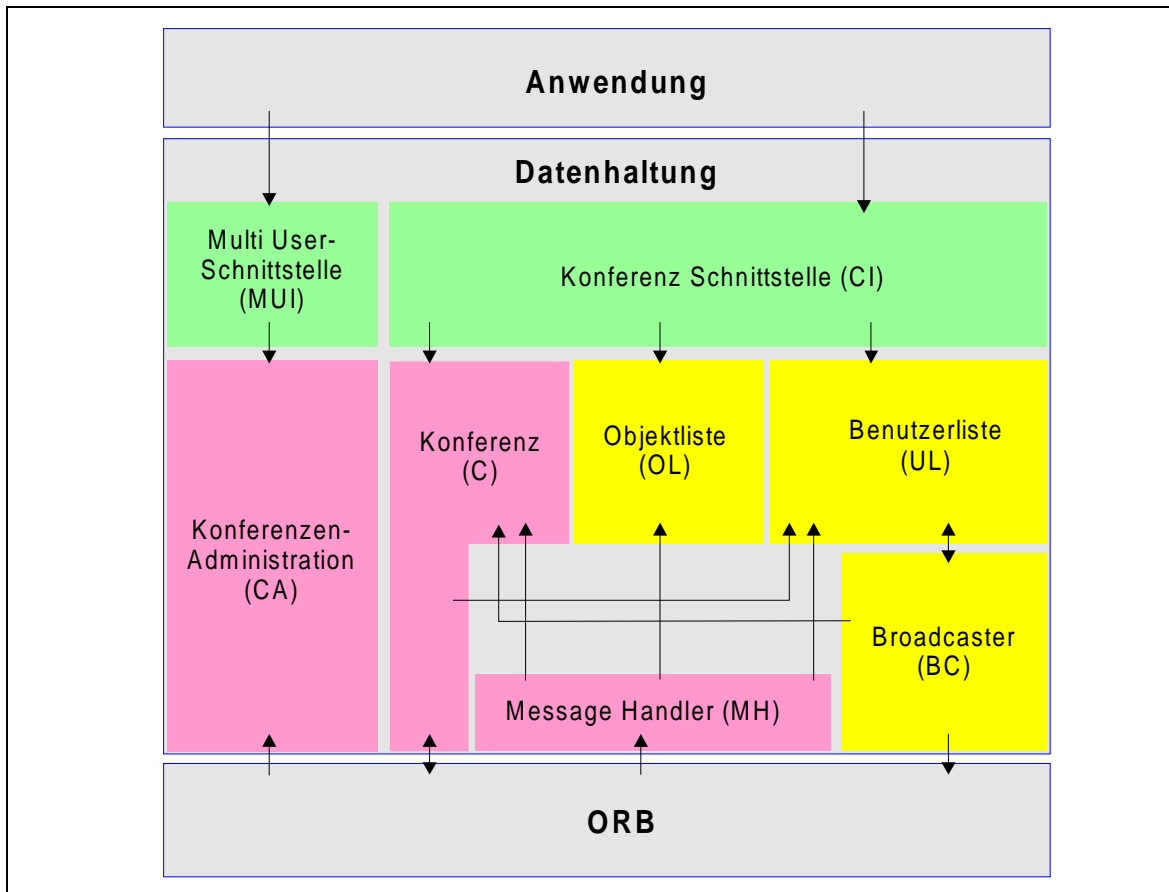 Anwendung
Datenhaltung
Multi User-
Schnittstelle
(MUI)
Konferenz Schnittstelle (CI)
Konferenz
(C)
Objektliste
(OL)
Benutzerliste
(UL)
Konferenzen-
Administration
(CA)
Broadcaster
(BC)
Message Handler (MH)
ORB